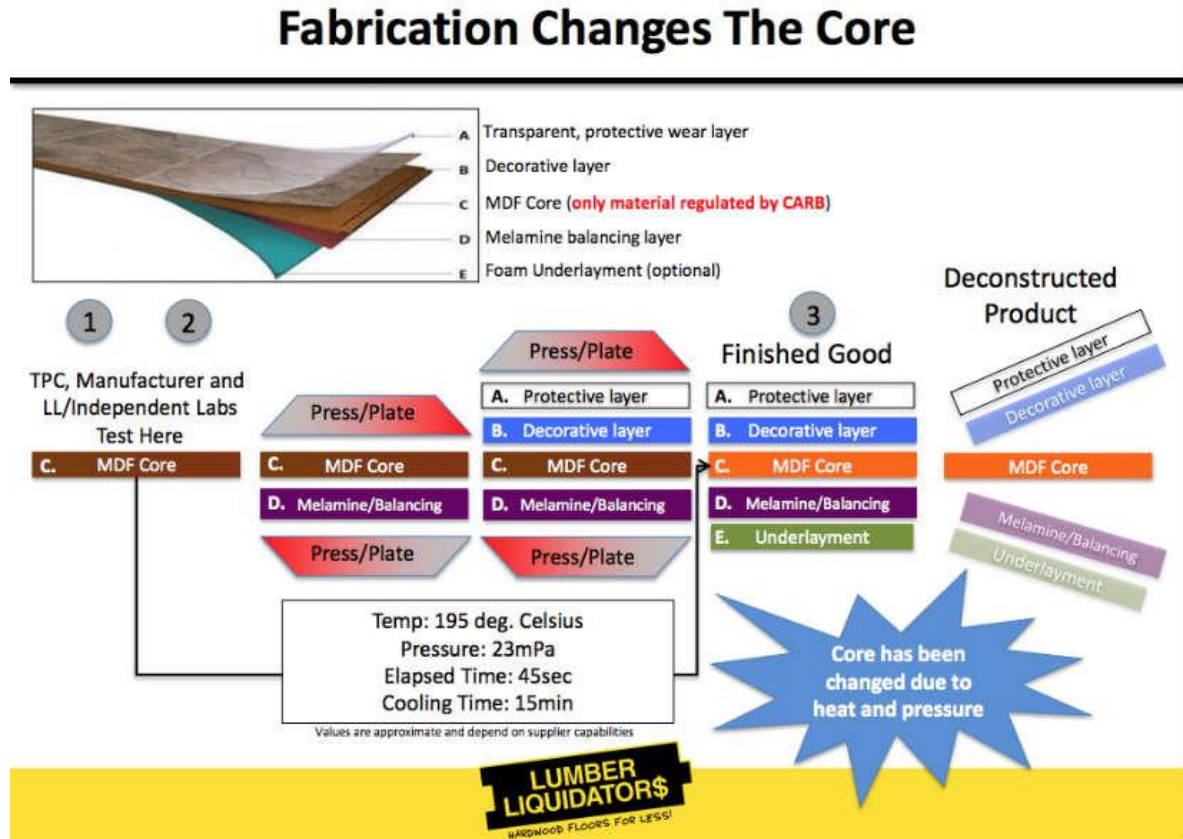 Fabrication Changes The Core
A Transparent, protective wear layer
B Decorative layer
C MDF Core (only material regulated by CARB)
D Melamine balancing layer
E Foam Underlayment (optional)
1
2
TPC, Manufacturer and
LL/Independent Labs
Test Here
C. MDF Core
Press/Plate
C. MDF Core
D. Melamine/Balancing
Press/Plate
Press/Plate
A. Protective layer
B. Decorative layer
C. MDF Core
D. Melamine/Balancing
Press/Plate
3
Finished Good
A. Protective layer
B. Decorative layer
C. MDF Core
D. Melamine/Balancing
E. Underlayment
Deconstructed
Product
Protective layer
Decorative layer
MDF Core
Melamine/Balancing
Underlayment
Temp: 195 deg. Celsius
Pressure: 23mPa
Elapsed Time: 45sec
Cooling Time: 15min
Values are approximate and depend on supplier capabilities
Core has been
changed due to
heat and pressure
LUMBER
LIQUIDATOR$
HARDWOOD FLOORS FOR LESS!